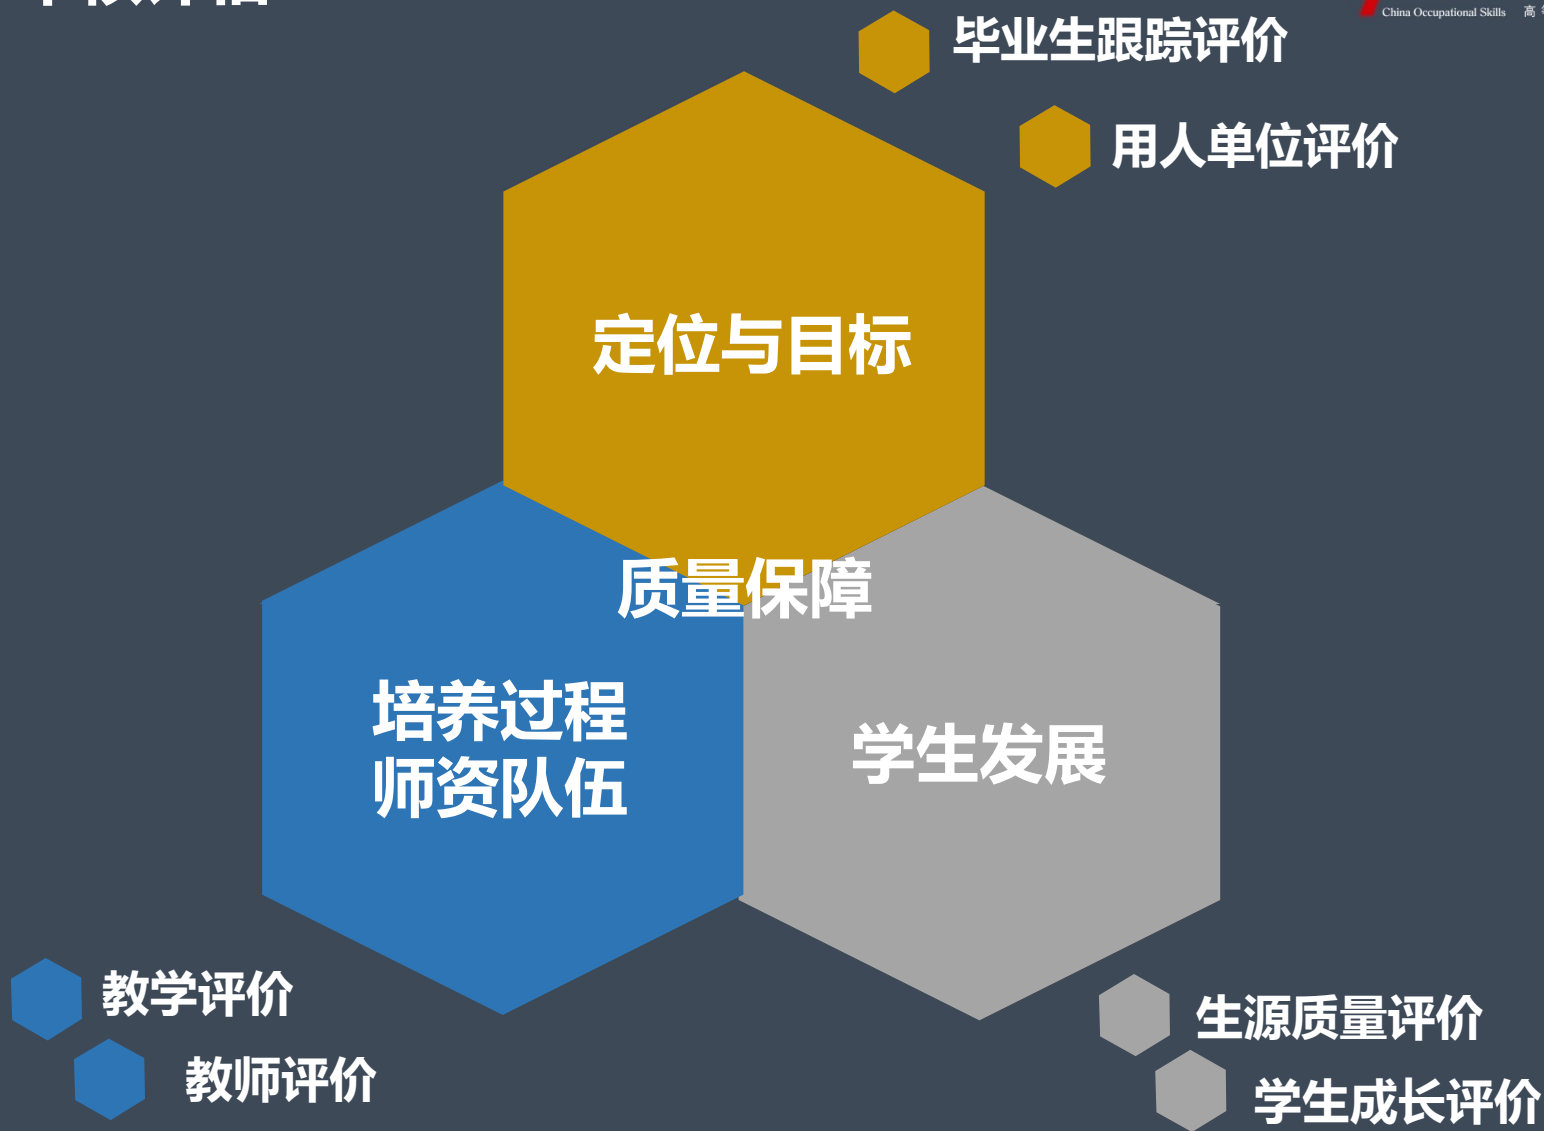 China Occupational Skills 高
毕业生跟踪评价
用人单位评价
定位与目标
质量保障
培养过程
师资队伍
学生发展
教学评价
教师评价
生源质量评价
学生成长评价